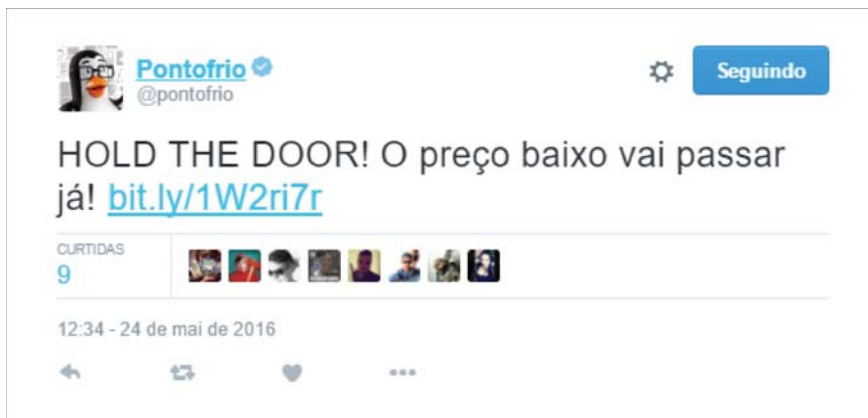 Pontofrio
@pontofrio
Seguindo
HOLD THE DOOR! O preço baixo vai passar
já! bit.ly/1W2ri7r
CURTIDAS
9
12:34 - 24 de mai de 2016